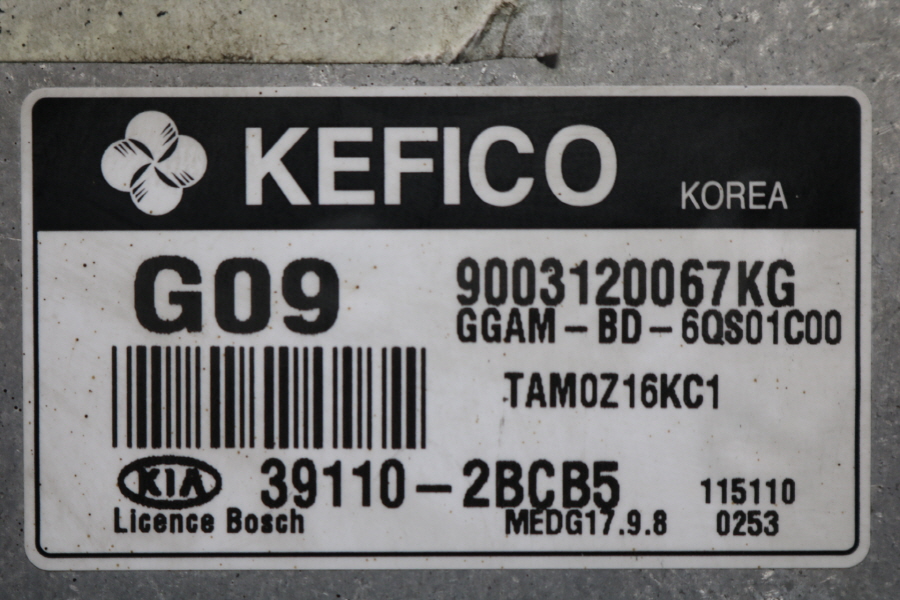 KEFICO KOREA
G09
9003120067KG
GGAM-BD-6QS01C00
TAM0Z16KC1
KIA 39110-2BCB5 115110
Licence Bosch MEDG17.9.8 0253